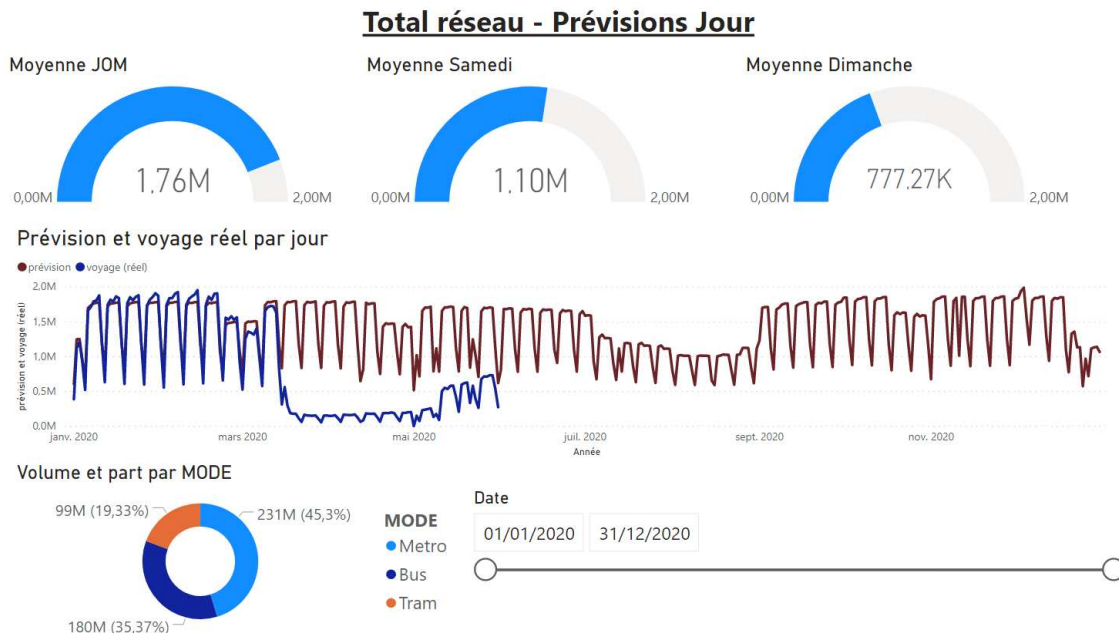 Total réseau - Prévisions Jour
Moyenne JOM
Moyenne Samedi
Moyenne Dimanche
1,76M
1,10M
777,27K
0,00M
2,00M
0,00M
2,00M
0,00M
2,00M
Prévision et voyage réel par jour
prévision
voyage (réel)
prévision et voyage (réel)
2,0M
1,5M
1,0M
0,5M
0,0M
janv. 2020
mars 2020
mai 2020
juil. 2020
sept. 2020
nov. 2020
Année
Volume et part par MODE
99M (19,33%)
231M (45,3%)
180M (35,37%)
MODE
Metro
Bus
Tram
Date
01/01/2020
31/12/2020